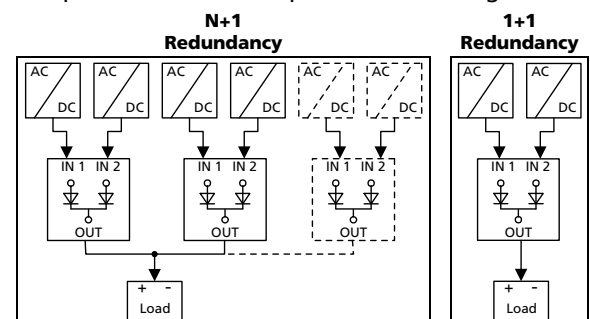 N+1
Redundancy
1+1
Redundancy
AC DC AC DC AC DC AC DC AC DC AC DC
AC DC AC DC
IN 1 IN 2 IN 1 IN 2 IN 1 IN 2
IN 1 IN 2
OUT OUT OUT
OUT
+ -
Load
+ -
Load